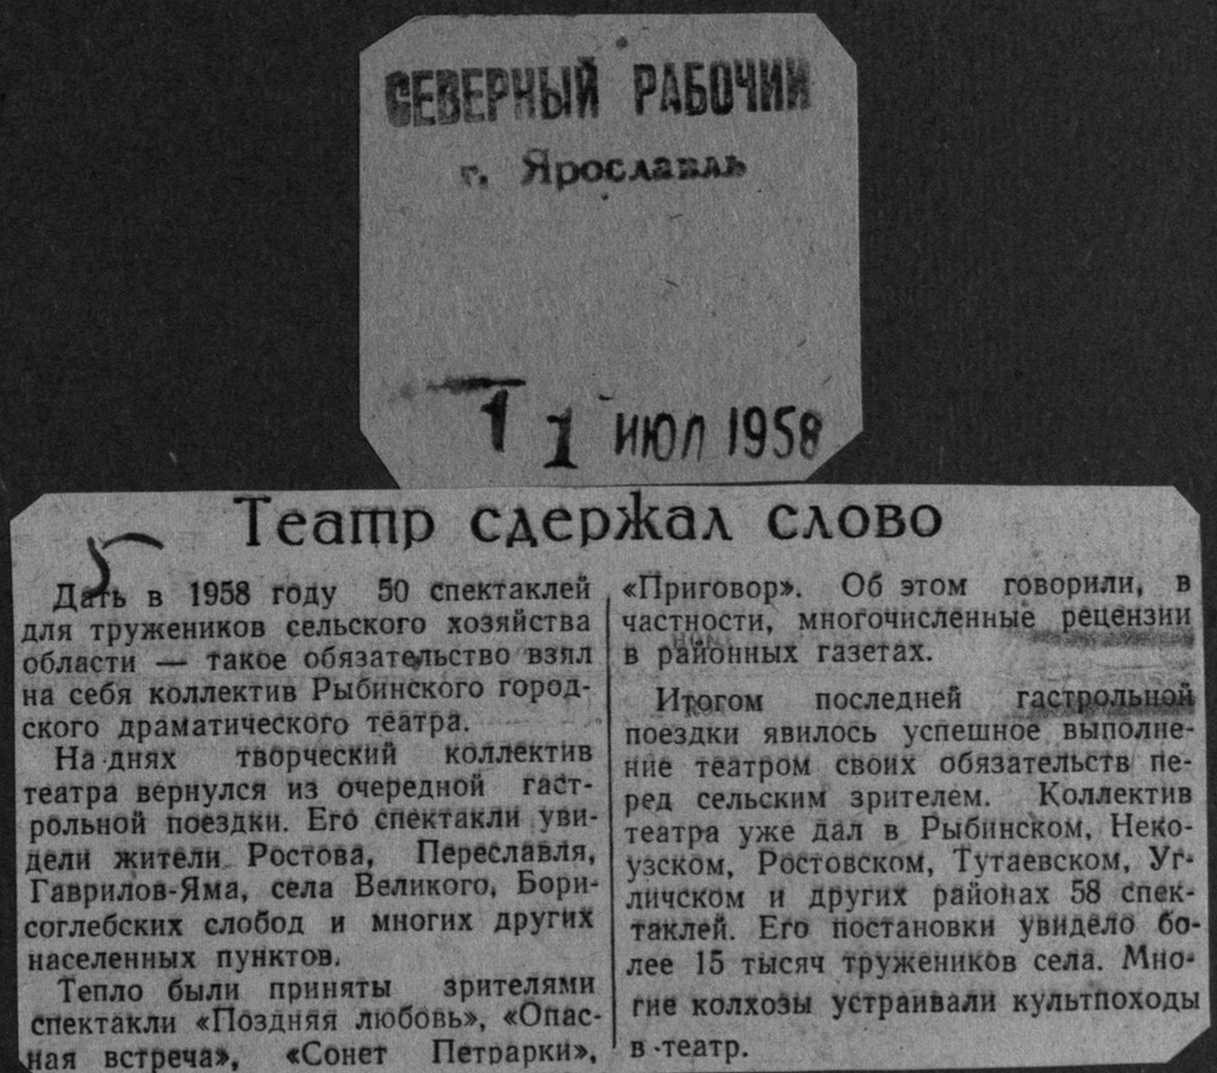 СЕВЕРНЫЙ РАБОЧИЙ
г. Ярославль
1 1 ИЮЛ 1958
Театр сдержал слово
Дать в 1958 году 50 спектаклей
для тружеников сельского хозяйства
области — такое обязательство взял
на себя коллектив Рыбинского город-
ского драматического театра.
На днях творческий коллектив
театра вернулся из очередной гаст-
рольной поездки. Его спектакли уви-
дели жители Ростова, Переславля,
Гаврилов-Яма, села Великого, Бори-
соглебских слобод и многих других
населенных пунктов.
Тепло были приняты зрителями
спектакли «Поздняя любовь», «Опас-
ная встреча», «Сонет Петрарки»,
«Приговор». Об этом говорили, в
частности, многочисленные рецензии
в районных газетах.
Итогом последней гастрольной
поездки явилось успешное выполне-
ние театром своих обязательств пе-
ред сельским зрителем. Коллектив
театра уже дал в Рыбинском, Неко-
узском, Ростовском, Тутаевском, Уг-
личском и других районах 58 спек-
таклей. Его постановки увидело бо-
лее 15 тысяч тружеников села. Мно-
гие колхозы устраивали культпоходы
в театр.